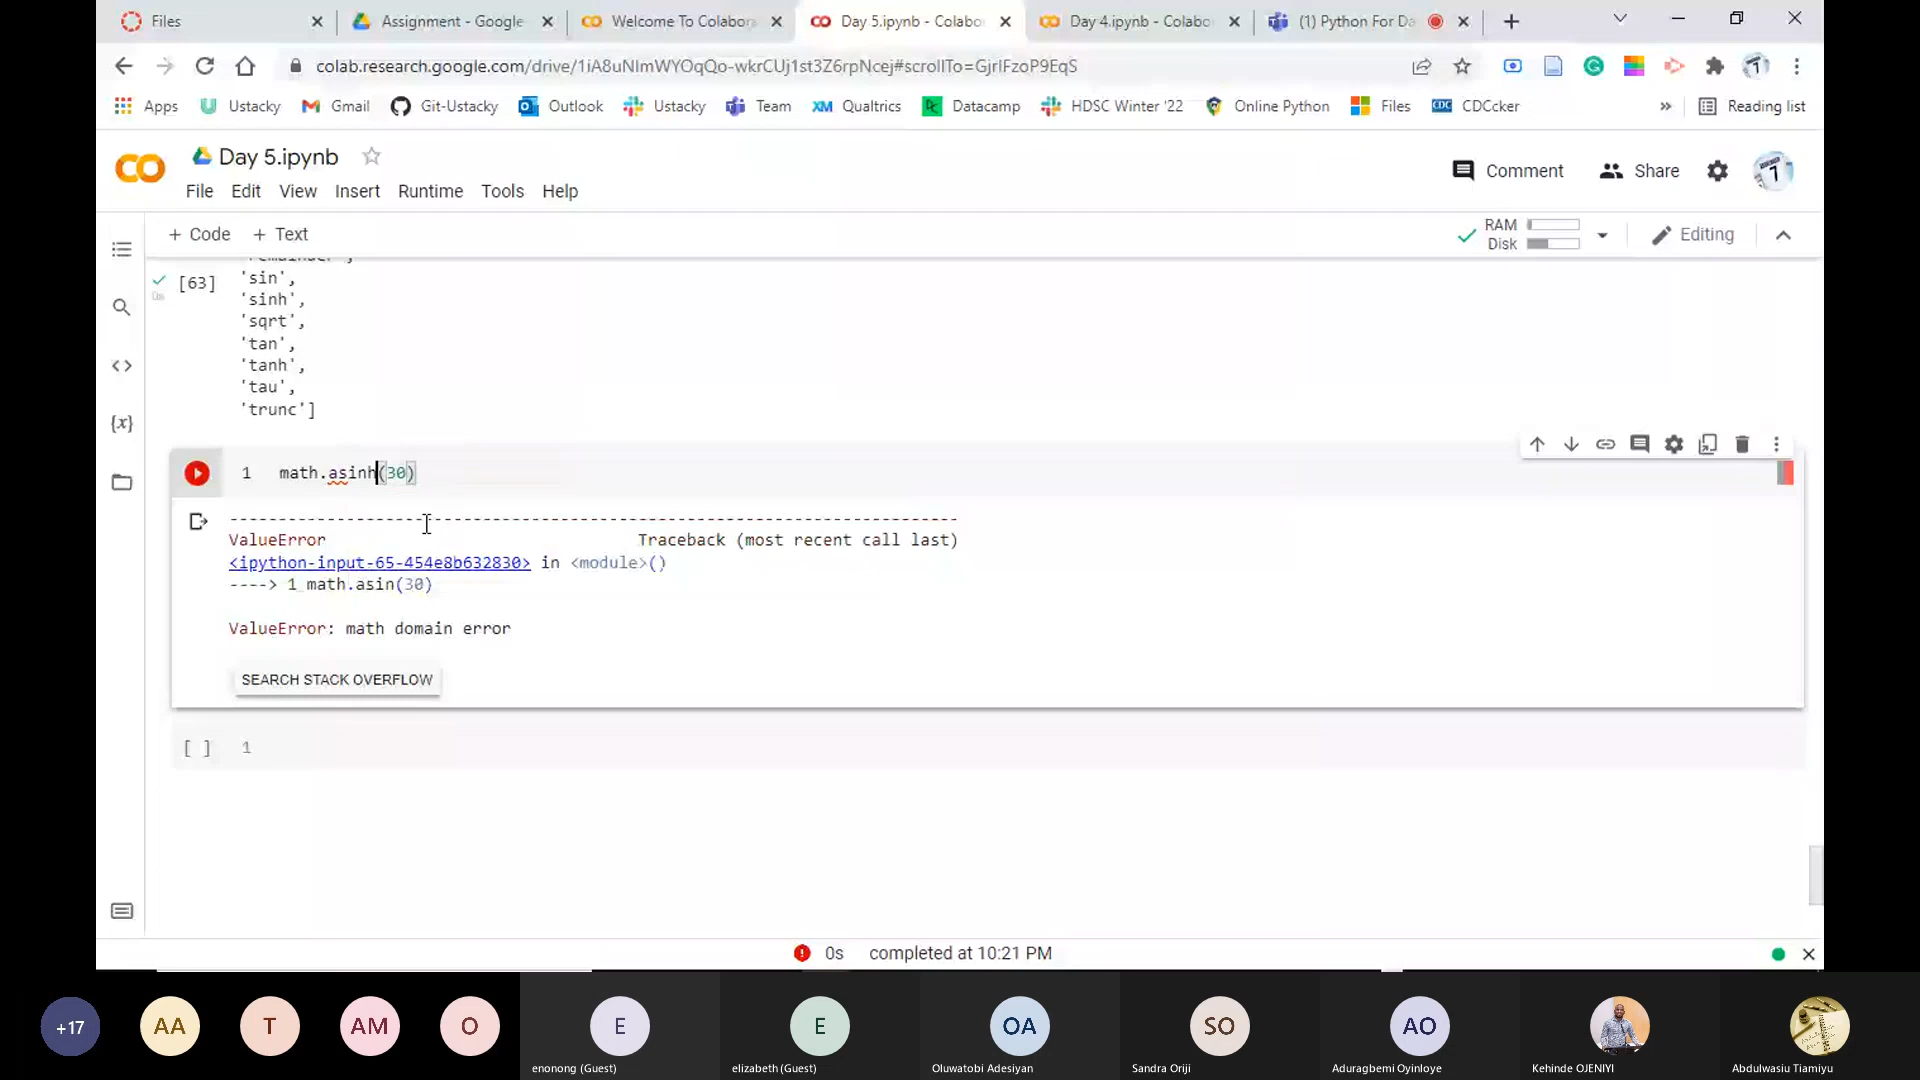 Files
Assignment - Google
Welcome To Colabora
Day 5.ipynb - Colabo
Day 4.ipynb - Colabo
(1) Python For Da
colab.research.google.com/drive/1iA8uNImWYOqQo-wkrCUj1st3Z6rpNcej#scrollTo=GjrIFzoP9EqS
Apps
Ustacky
Gmail
Git-Ustacky
Outlook
Ustacky
Team
XM Qualtrics
Datacamp
HDSC Winter '22
Online Python
Files
CDC CDCcker
»
Reading list
CO
Day 5.ipynb
File Edit View Insert Runtime Tools Help
Comment
Share
+ Code + Text
RAM
Disk
Editing
[63]
'sin',
'sinh',
'sqrt',
'tan',
'tanh',
'tau',
'trunc']
{x}
1 math.asinh(30)
--------------------------------------------------------------------------- 
ValueError Traceback (most recent call last)
<ipython-input-65-454e8b632830> in <module>()
----> 1 math.asin(30)
ValueError: math domain error
SEARCH STACK OVERFLOW
[ ] 1
0s completed at 10:21 PM
+17
AA
T
AM
O
E
E
OA
SO
AO
enonong (Guest)
elizabeth (Guest)
Oluwatobi Adesiyan
Sandra Oriji
Aduragbemi Oyinloye
Kehinde OJENIYI
Abdulwasiu Tiamiyu